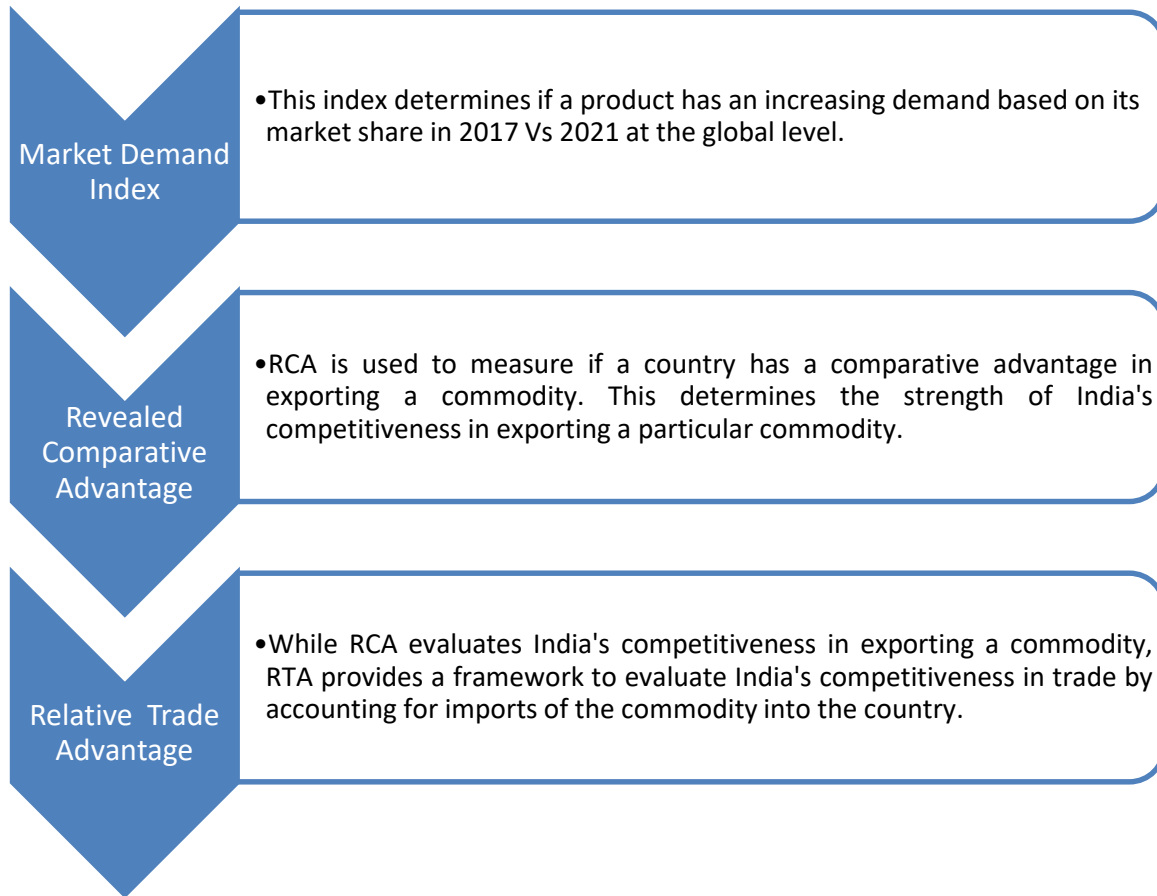 Market Demand
Index
•This index determines if a product has an increasing demand based on its
market share in 2017 Vs 2021 at the global level.
Revealed
Comparative
Advantage
•RCA is used to measure if a country has a comparative advantage in
exporting a commodity. This determines the strength of India's
competitiveness in exporting a particular commodity.
Relative Trade
Advantage
•While RCA evaluates India's competitiveness in exporting a commodity,
RTA provides a framework to evaluate India's competitiveness in trade by
accounting for imports of the commodity into the country.